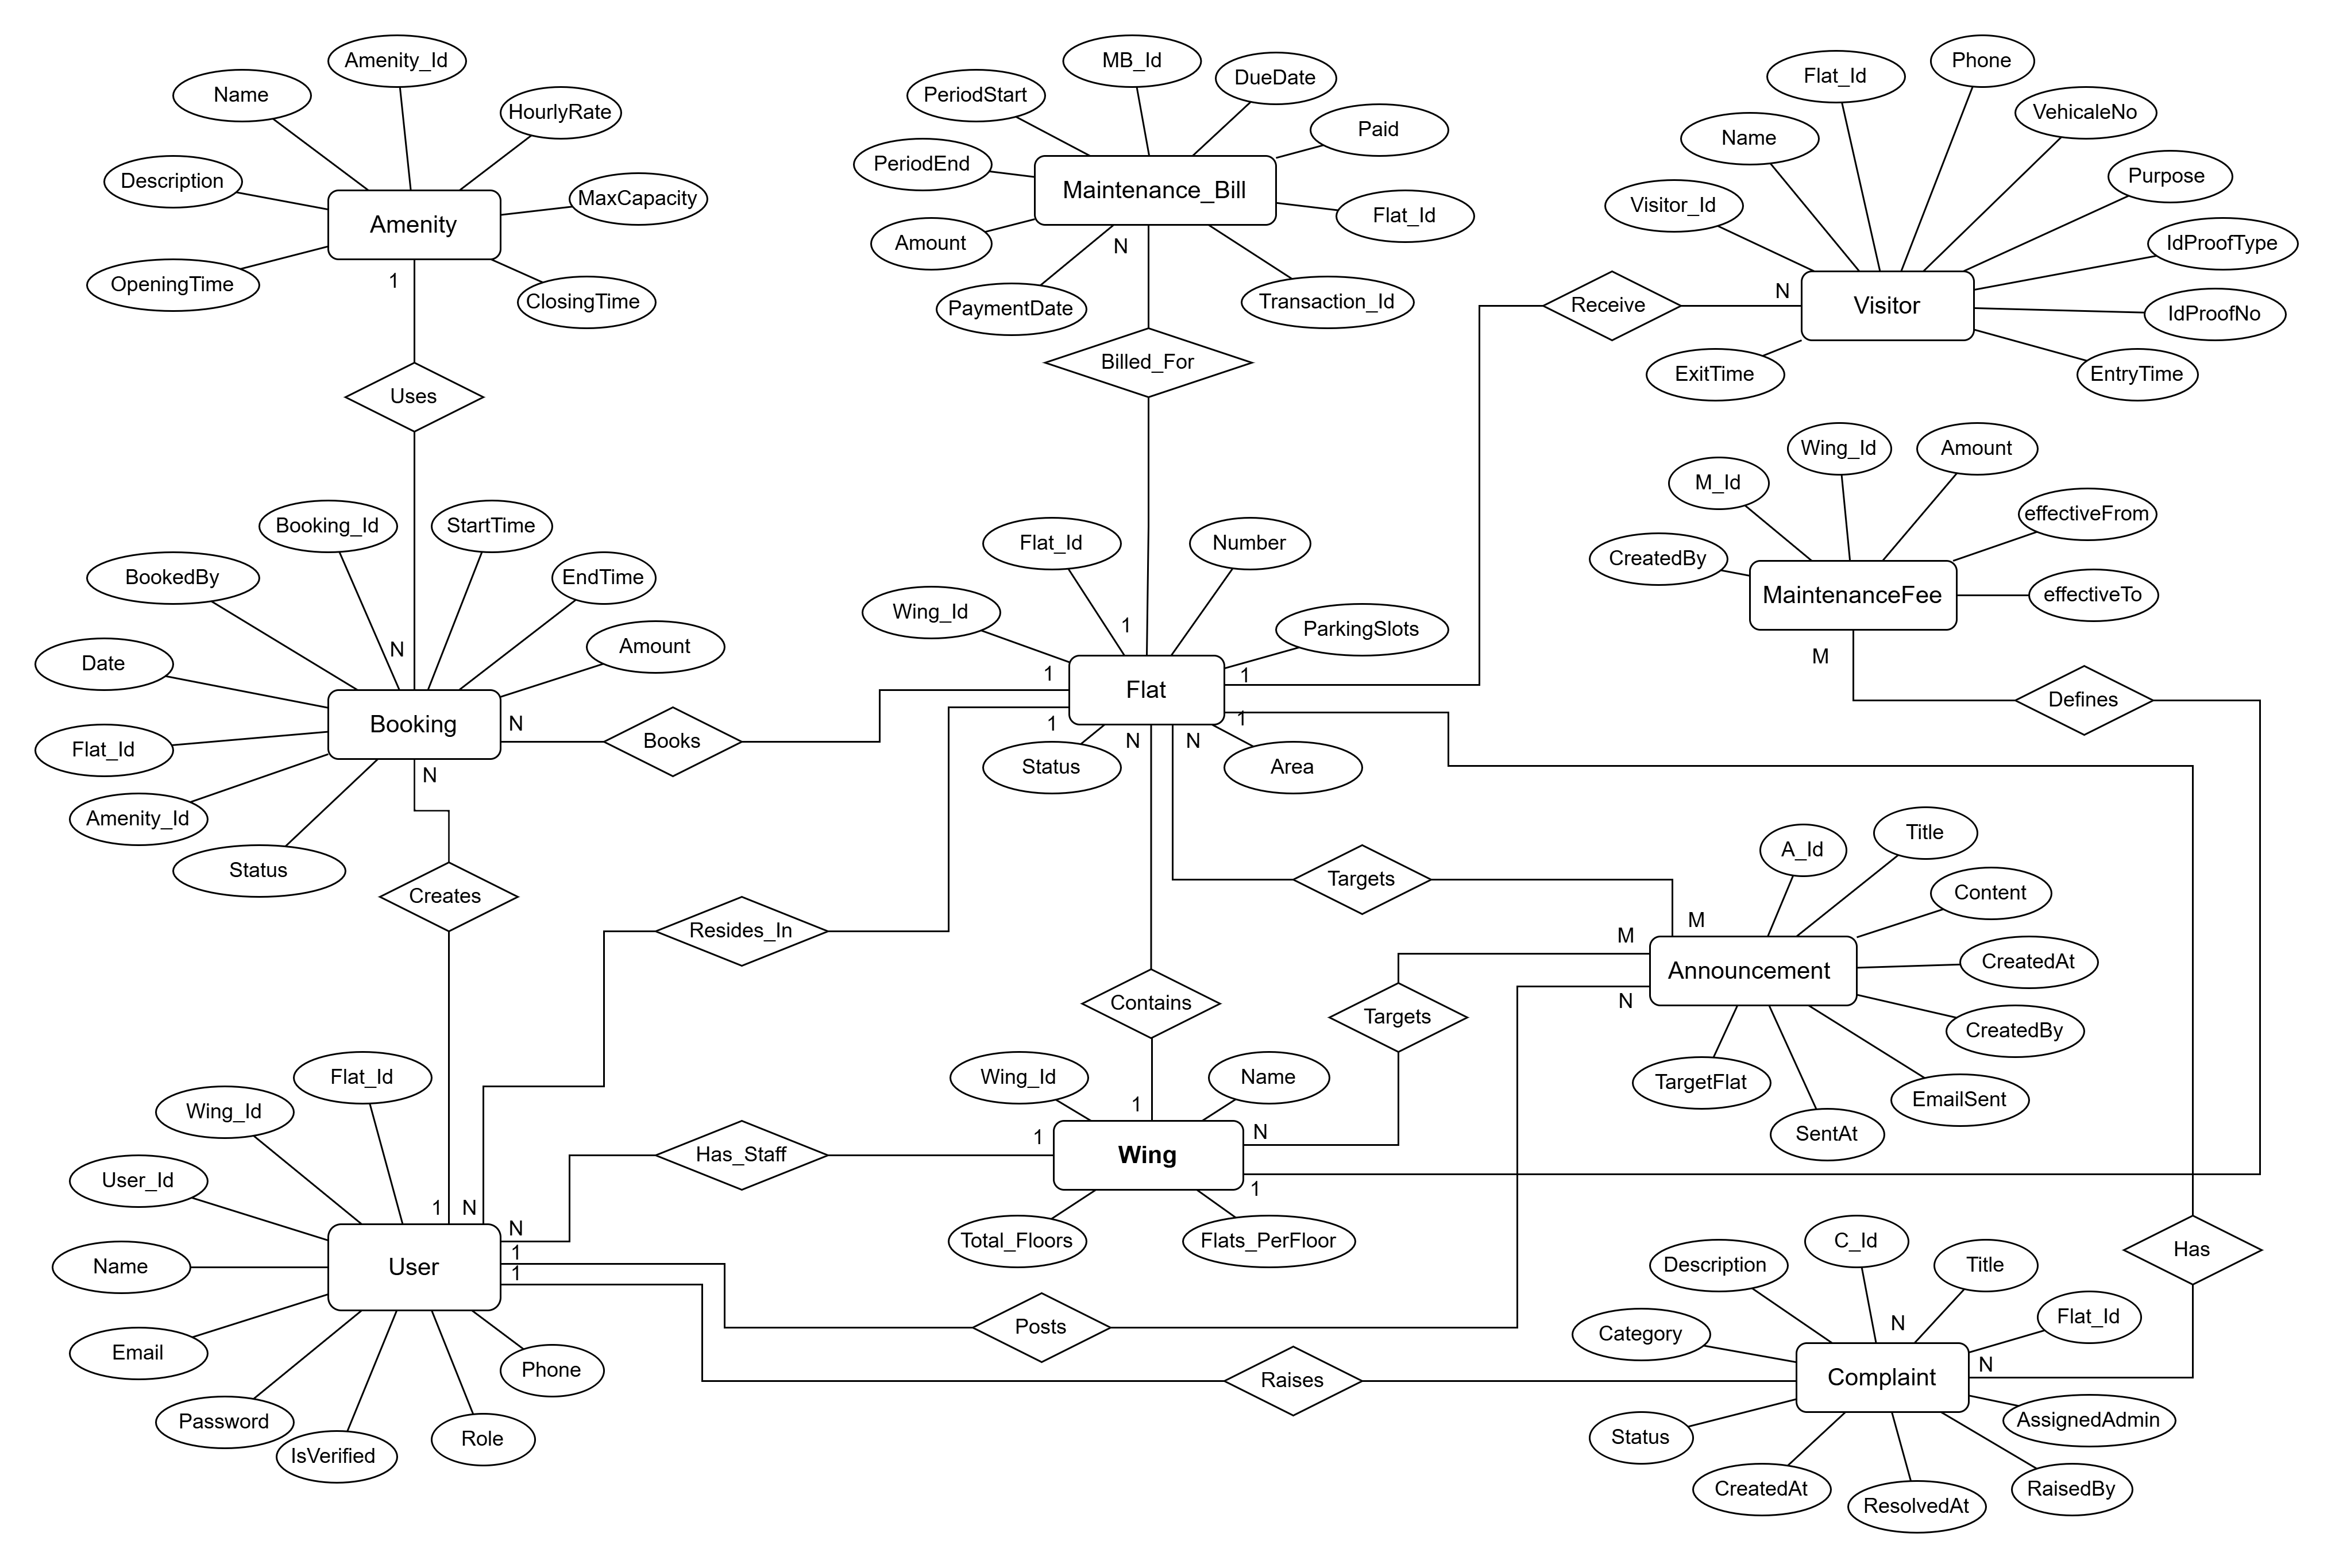 Amenity_Id
Name
HourlyRate
Description
MaxCapacity
Amenity
OpeningTime
ClosingTime
1
Uses
MB_Id
DueDate
PeriodStart
Paid
PeriodEnd
Maintenance_Bill
Flat_Id
Amount
N
PaymentDate
Transaction_Id
Billed_For
Phone
Flat_Id
VehicaleNo
Name
Purpose
Visitor_Id
IdProofType
Receive
N
Visitor
IdProofNo
ExitTime
EntryTime
Wing_Id
Amount
M_Id
effectiveFrom
CreatedBy
MaintenanceFee
effectiveTo
M
Defines
Booking_Id
StartTime
BookedBy
EndTime
N
Amount
Date
Booking
N
Books
Flat_Id
N
Amenity_Id
Status
Creates
Flat_Id
Number
Wing_Id
1
ParkingSlots
1
Flat
1
1
1
N
N
Status
Area
Targets
Resides_In
Contains
A_Id
Title
Content
M
M
Announcement
CreatedAt
N
CreatedBy
Targets
TargetFlat
EmailSent
SentAt
Wing_Id
Name
1
1
Wing
N
1
Total_Floors
Flats_PerFloor
Has_Staff
Flat_Id
Wing_Id
User_Id
1
N
N
1
1
Name
User
Email
Phone
Password
Role
IsVerified
Posts
Raises
Has
C_Id
Description
Title
Flat_Id
Category
N
N
Complaint
AssignedAdmin
Status
CreatedAt
RaisedBy
ResolvedAt